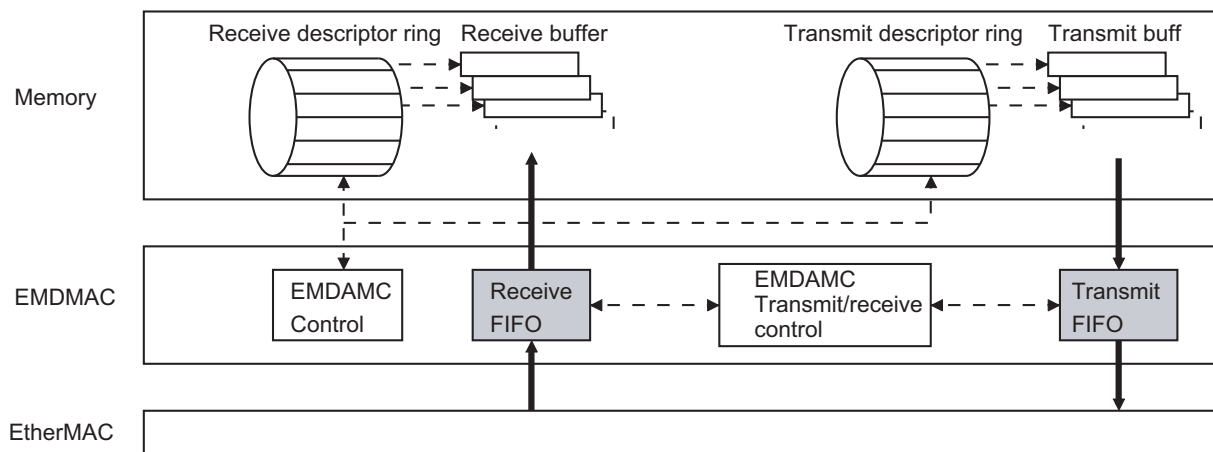 Receive descriptor ring
Receive buffer
Transmit descriptor ring
Transmit buff
Memory
EMDMAC
EMDAMC
Control
Receive
FIFO
EMDAMC
Transmit/receive
control
Transmit
FIFO
EtherMAC